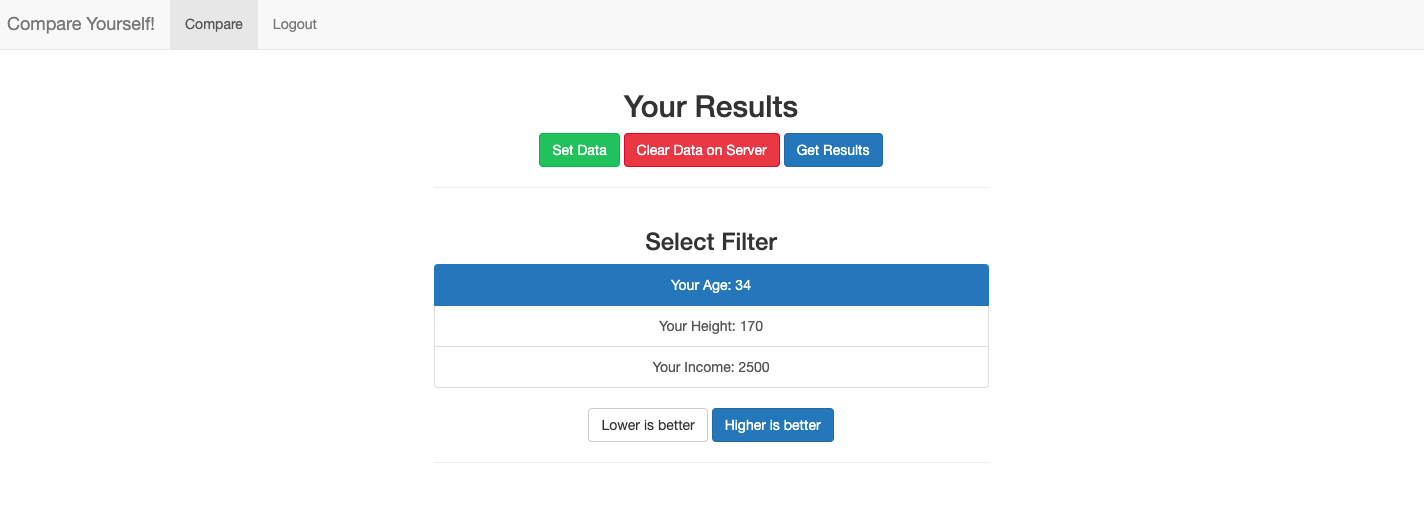 Compare Yourself! Compare Logout
Your Results
Set Data Clear Data on Server Get Results
Select Filter
Your Age: 34
Your Height: 170
Your Income: 2500
Lower is better Higher is better